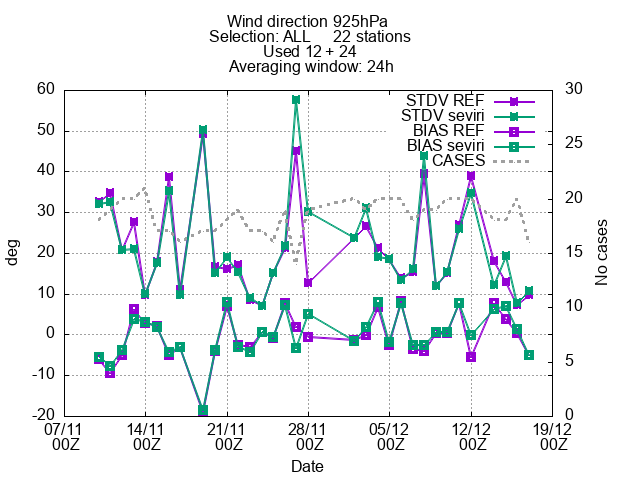 Wind direction 925hPa
Selection: ALL 22 stations
Used 12 + 24
Averaging window: 24h
STDV REF
STDV seviri
BIAS REF
BIAS seviri
CASES
60
50
40
30
20
10
0
-10
-20
deg
30
25
20
15
10
5
0
No cases
07/11 14/11 21/11 28/11 05/12 12/12 19/12
00Z 00Z 00Z 00Z 00Z 00Z 00Z
Date